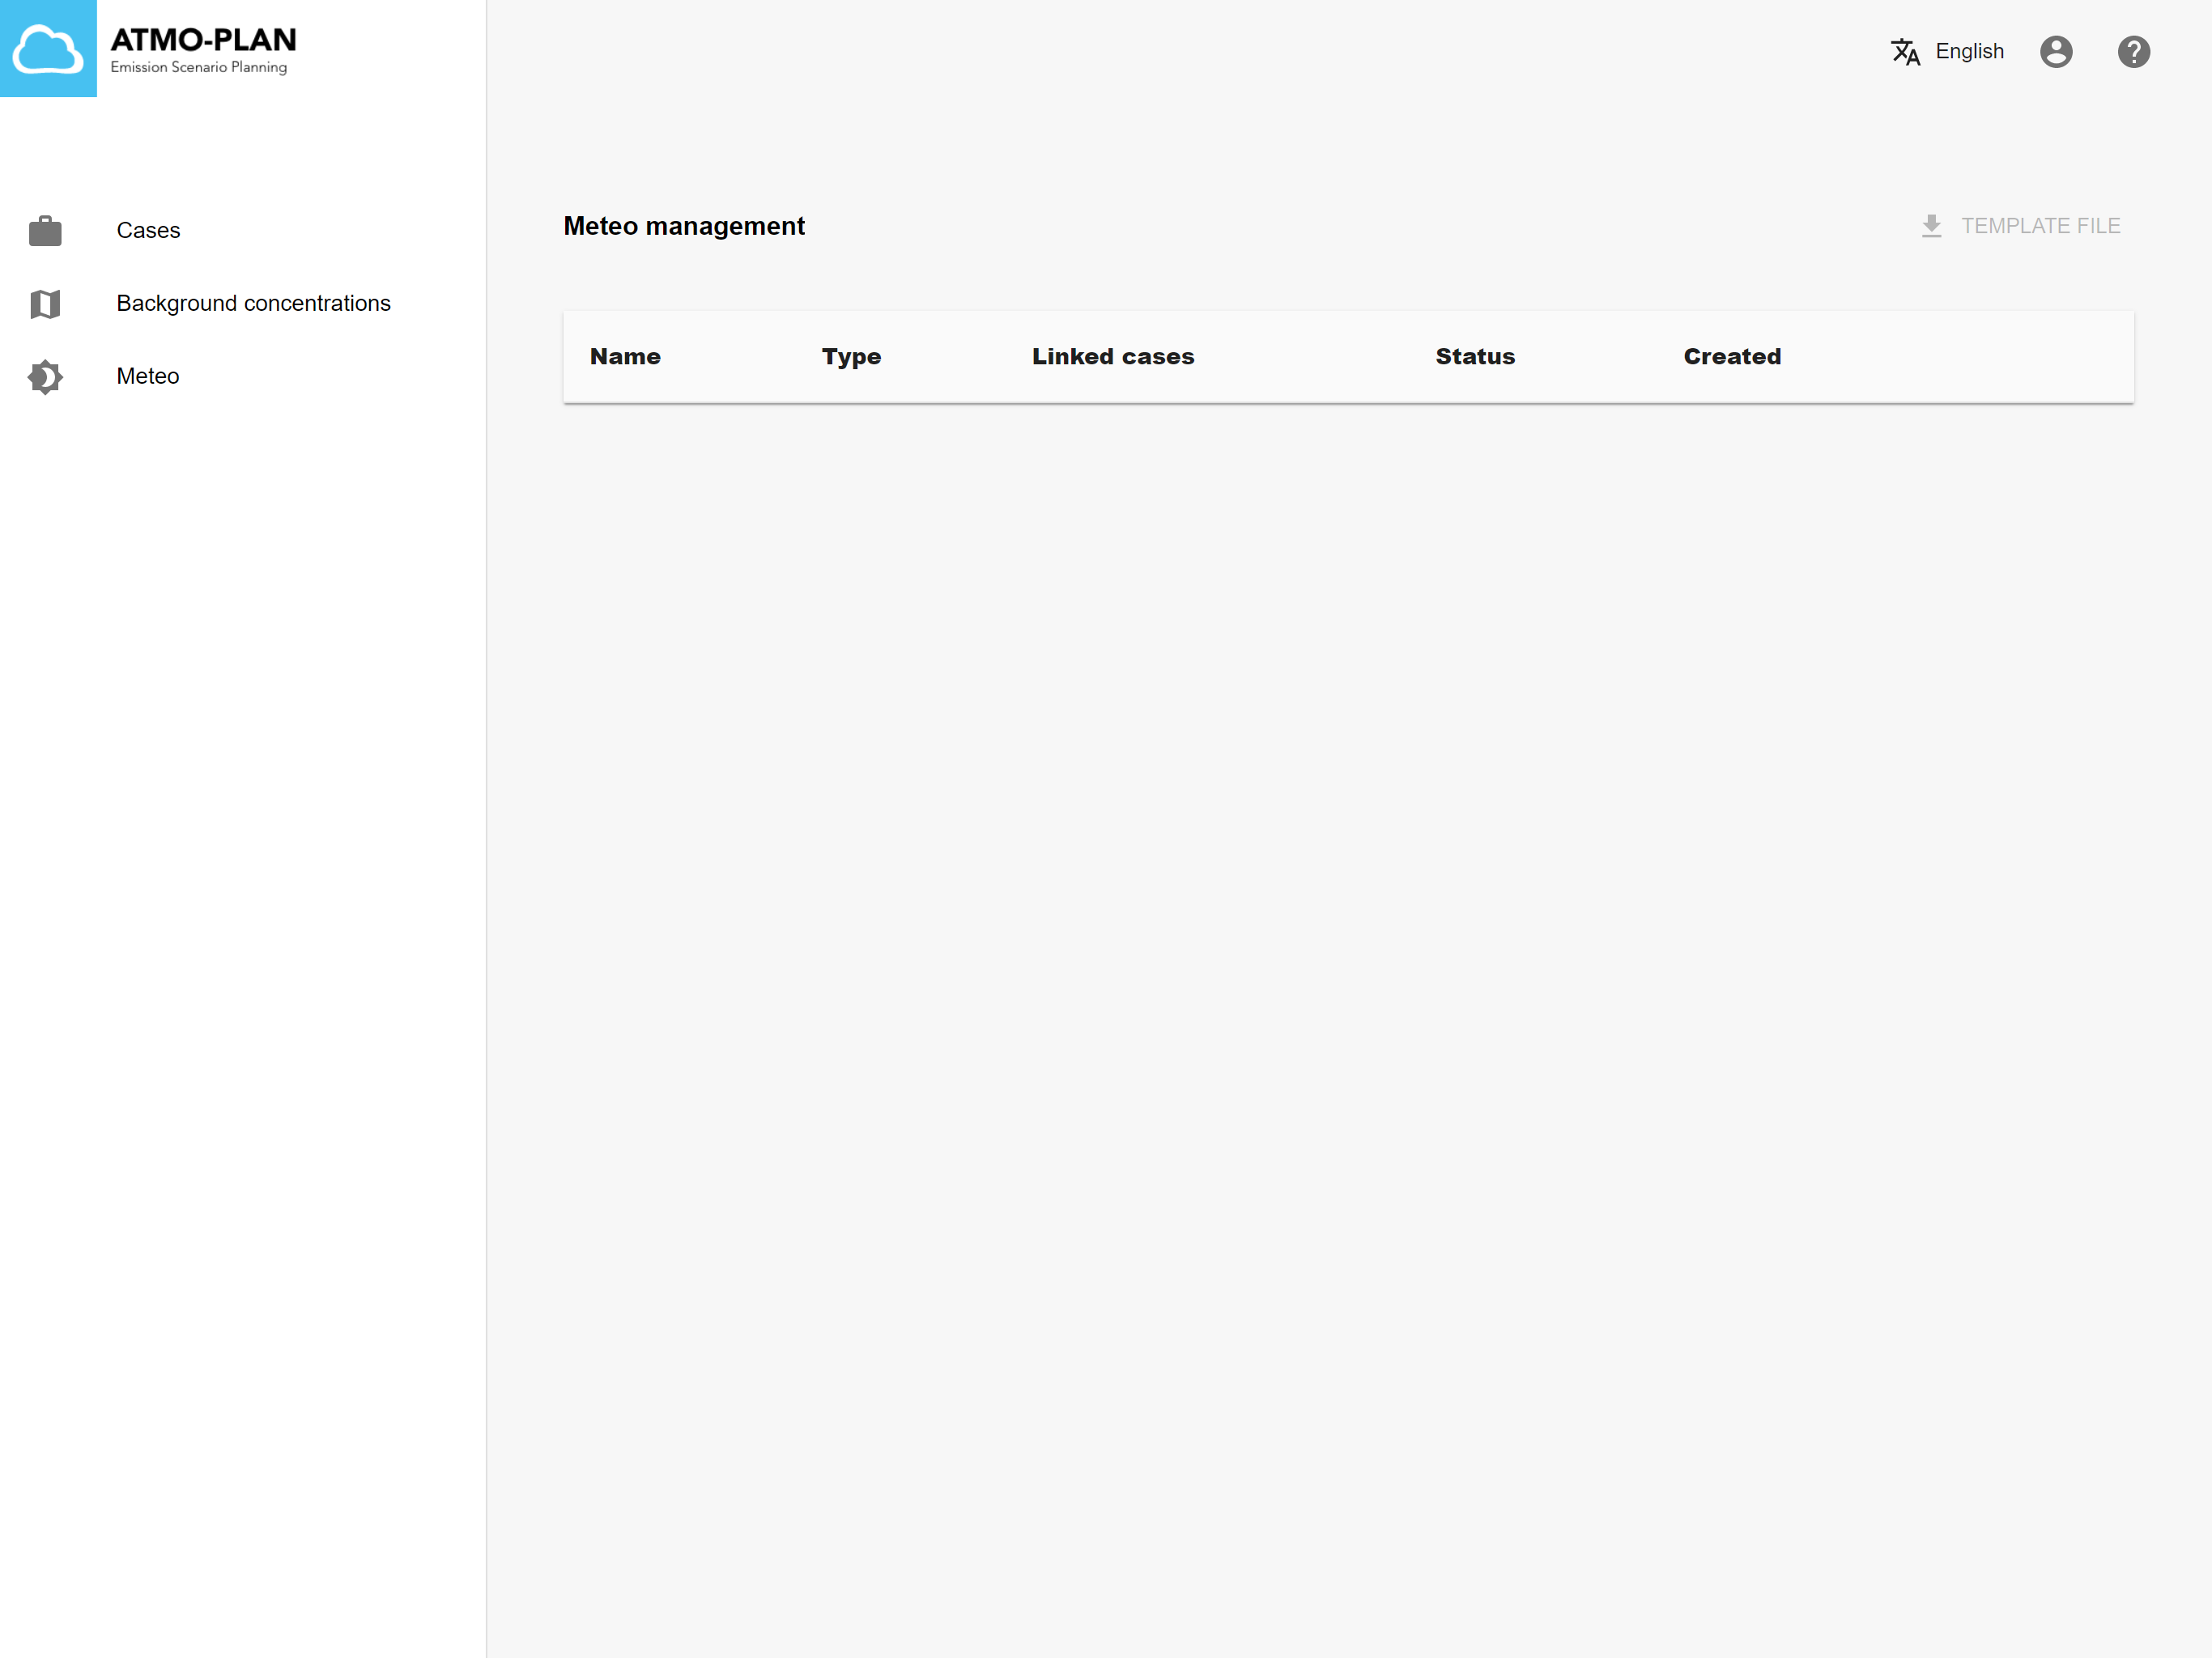 ATMO-PLAN
Emission Scenario Planning
English
Cases
Background concentrations
Meteo
Meteo management
TEMPLATE FILE
Name Type Linked cases Status Created